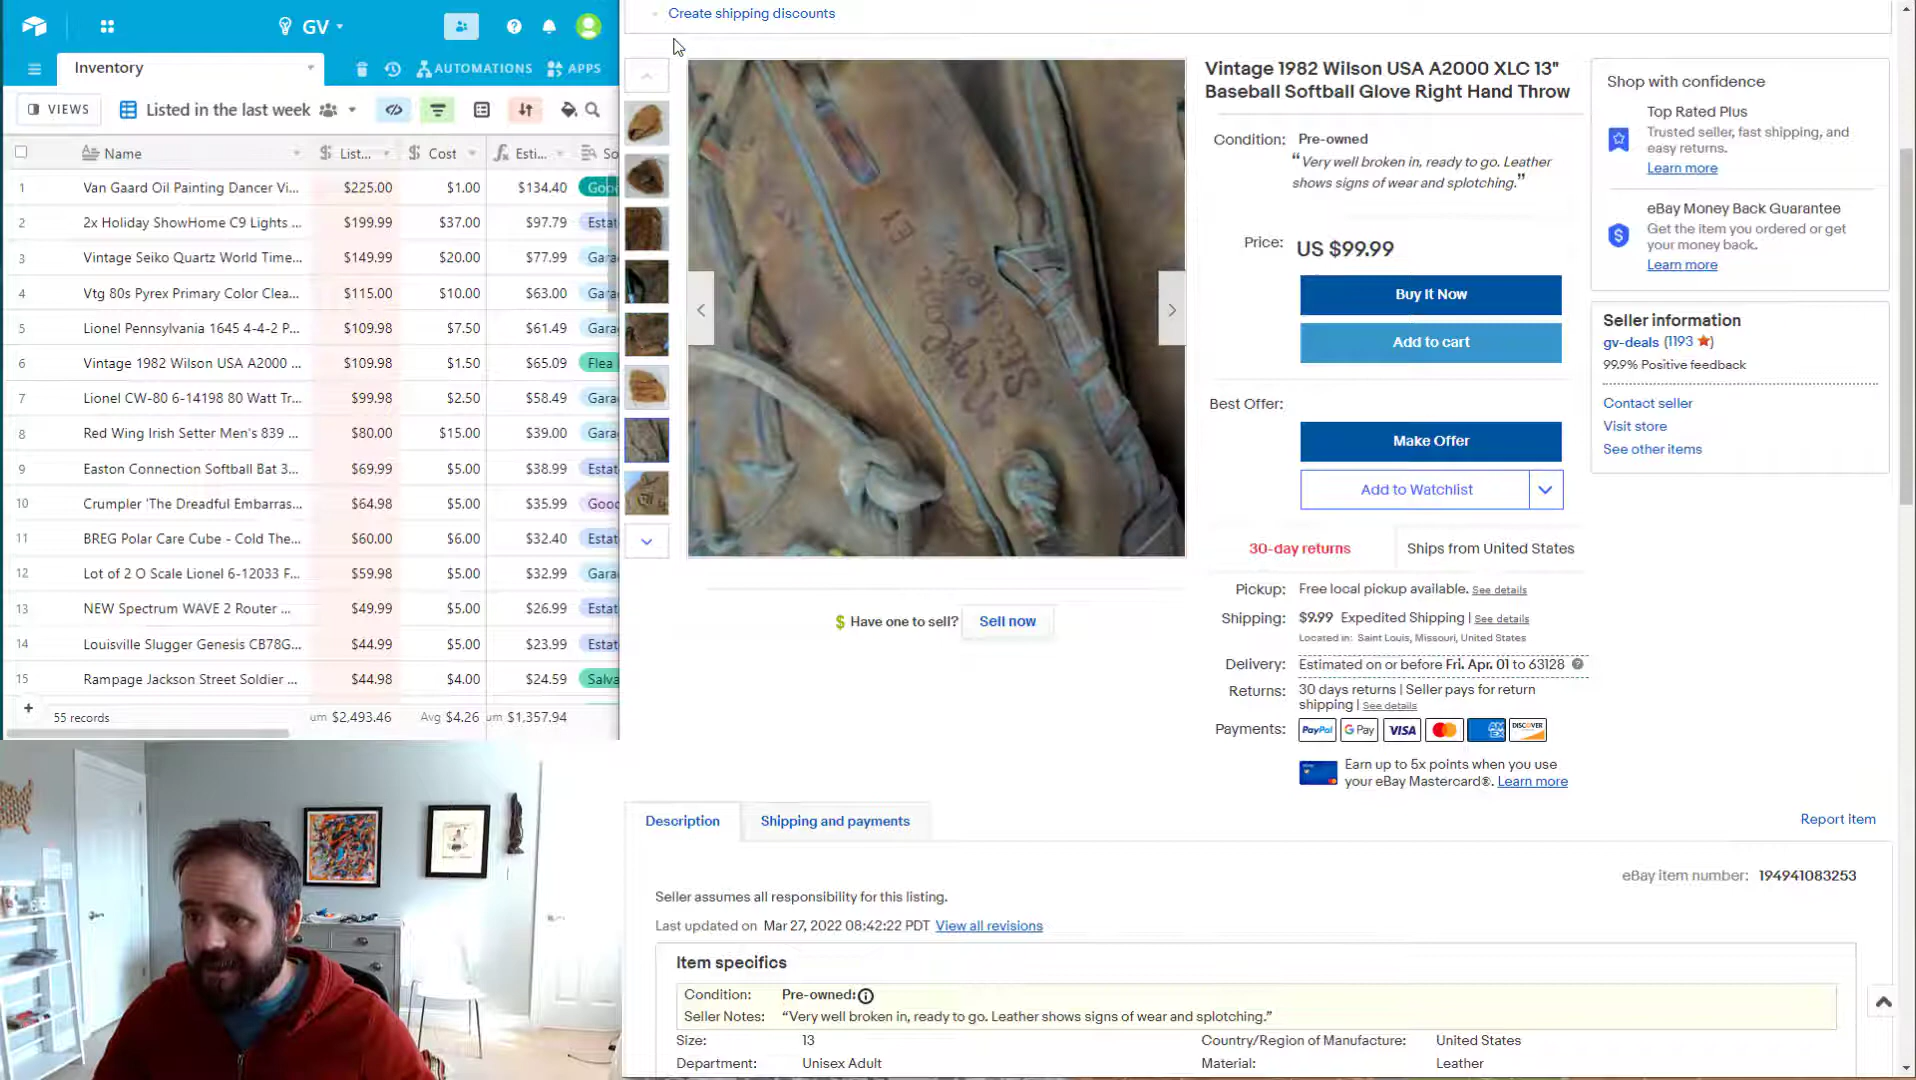 GV
Inventory
AUTOMATIONS
APPS
VIEWS
Listed in the last week
Name
List...
Cost
Esti...
So
1 Van Gaard Oil Painting Dancer Vi... $225.00 $1.00 $134.40 Good
2 2x Holiday ShowHome C9 Lights ... $199.99 $37.00 $97.79 Estat
3 Vintage Seiko Quartz World Time... $149.99 $20.00 $77.99 Gara
4 Vtg 80s Pyrex Primary Color Clea... $115.00 $10.00 $63.00 Gara
5 Lionel Pennsylvania 1645 4-4-2 P... $109.98 $7.50 $61.49 Gara
6 Vintage 1982 Wilson USA A2000 ... $109.98 $1.50 $65.09 Flea
7 Lionel CW-80 6-14198 80 Watt Tr... $99.98 $2.50 $58.49 Gara
8 Red Wing Irish Setter Men's 839 ... $80.00 $15.00 $39.00 Gara
9 Easton Connection Softball Bat 3... $69.99 $5.00 $38.99 Estat
10 Crumpler 'The Dreadful Embarras... $64.98 $5.00 $35.99 Good
11 BREG Polar Care Cube - Cold The... $60.00 $6.00 $32.40 Estat
12 Lot of 2 O Scale Lionel 6-12033 F... $59.98 $5.00 $32.99 Gara
13 NEW Spectrum WAVE 2 Router ... $49.99 $5.00 $26.99 Estat
14 Louisville Slugger Genesis CB78G... $44.99 $5.00 $23.99 Estat
15 Rampage Jackson Street Soldier ... $44.98 $4.00 $24.59 Salva
55 records um $2,493.46 Avg $4.26 um $1,357.94
Create shipping discounts
Vintage 1982 Wilson USA A2000 XLC 13"
Baseball Softball Glove Right Hand Throw
Condition: Pre-owned
“Very well broken in, ready to go. Leather
shows signs of wear and splotching.”
Price: US $99.99
Buy It Now
Add to cart
Best Offer:
Make Offer
Add to Watchlist
30-day returns
Ships from United States
Pickup: Free local pickup available. See details
Shipping: $9.99 Expedited Shipping | See details
Located in: Saint Louis, Missouri, United States
Delivery: Estimated on or before Fri. Apr. 01 to 63128
Returns: 30 days returns | Seller pays for return
shipping | See details
Payments: PayPal G Pay VISA AM EX DISCOVER
Earn up to 5x points when you use
your eBay Mastercard®. Learn more
Shop with confidence
Top Rated Plus
Trusted seller, fast shipping, and
easy returns.
Learn more
eBay Money Back Guarantee
Get the item you ordered or get
your money back.
Learn more
Seller information
gv-deals (1193)
99.9% Positive feedback
Contact seller
Visit store
See other items
$ Have one to sell? Sell now
Description
Shipping and payments
Report item
eBay item number: 194941083253
Seller assumes all responsibility for this listing.
Last updated on Mar 27, 2022 08:42:22 PDT View all revisions
Item specifics
Condition: Pre-owned:
Seller Notes: “Very well broken in, ready to go. Leather shows signs of wear and splotching.”
Size: 13
Country/Region of Manufacture: United States
Department: Unisex Adult
Material: Leather